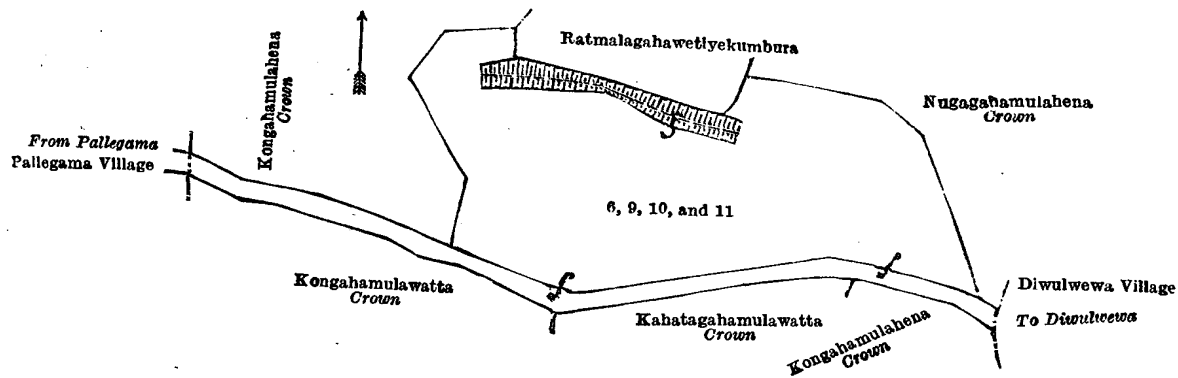 Ratmalagahawetiyekumbura
Kongahamulahena
Crown
Nugagahamulahena
Crown
From Pallegama
Pallegama Village
6, 9, 10, and 11
Kongahamulawatta
Crown
Diwulwewa Village
To Diwulwewa
Kahatagahamulawatta
Crown
Kongahamulahena
Crown